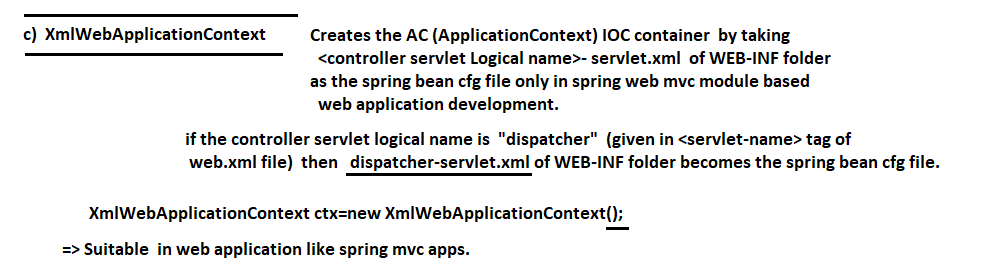 c) XmlWebApplicationContext Creates the AC (ApplicationContext) IOC container by taking
<controller servlet Logical name>- servlet.xml of WEB-INF folder
as the spring bean cfg file only in spring web mvc module based
web application development.
if the controller servlet logical name is "dispatcher" (given in <servlet-name> tag of
web.xml file) then dispatcher-servlet.xml of WEB-INF folder becomes the spring bean cfg file.
XmlWebApplicationContext ctx=new XmlWebApplicationContext();
=> Suitable in web application like spring mvc apps.